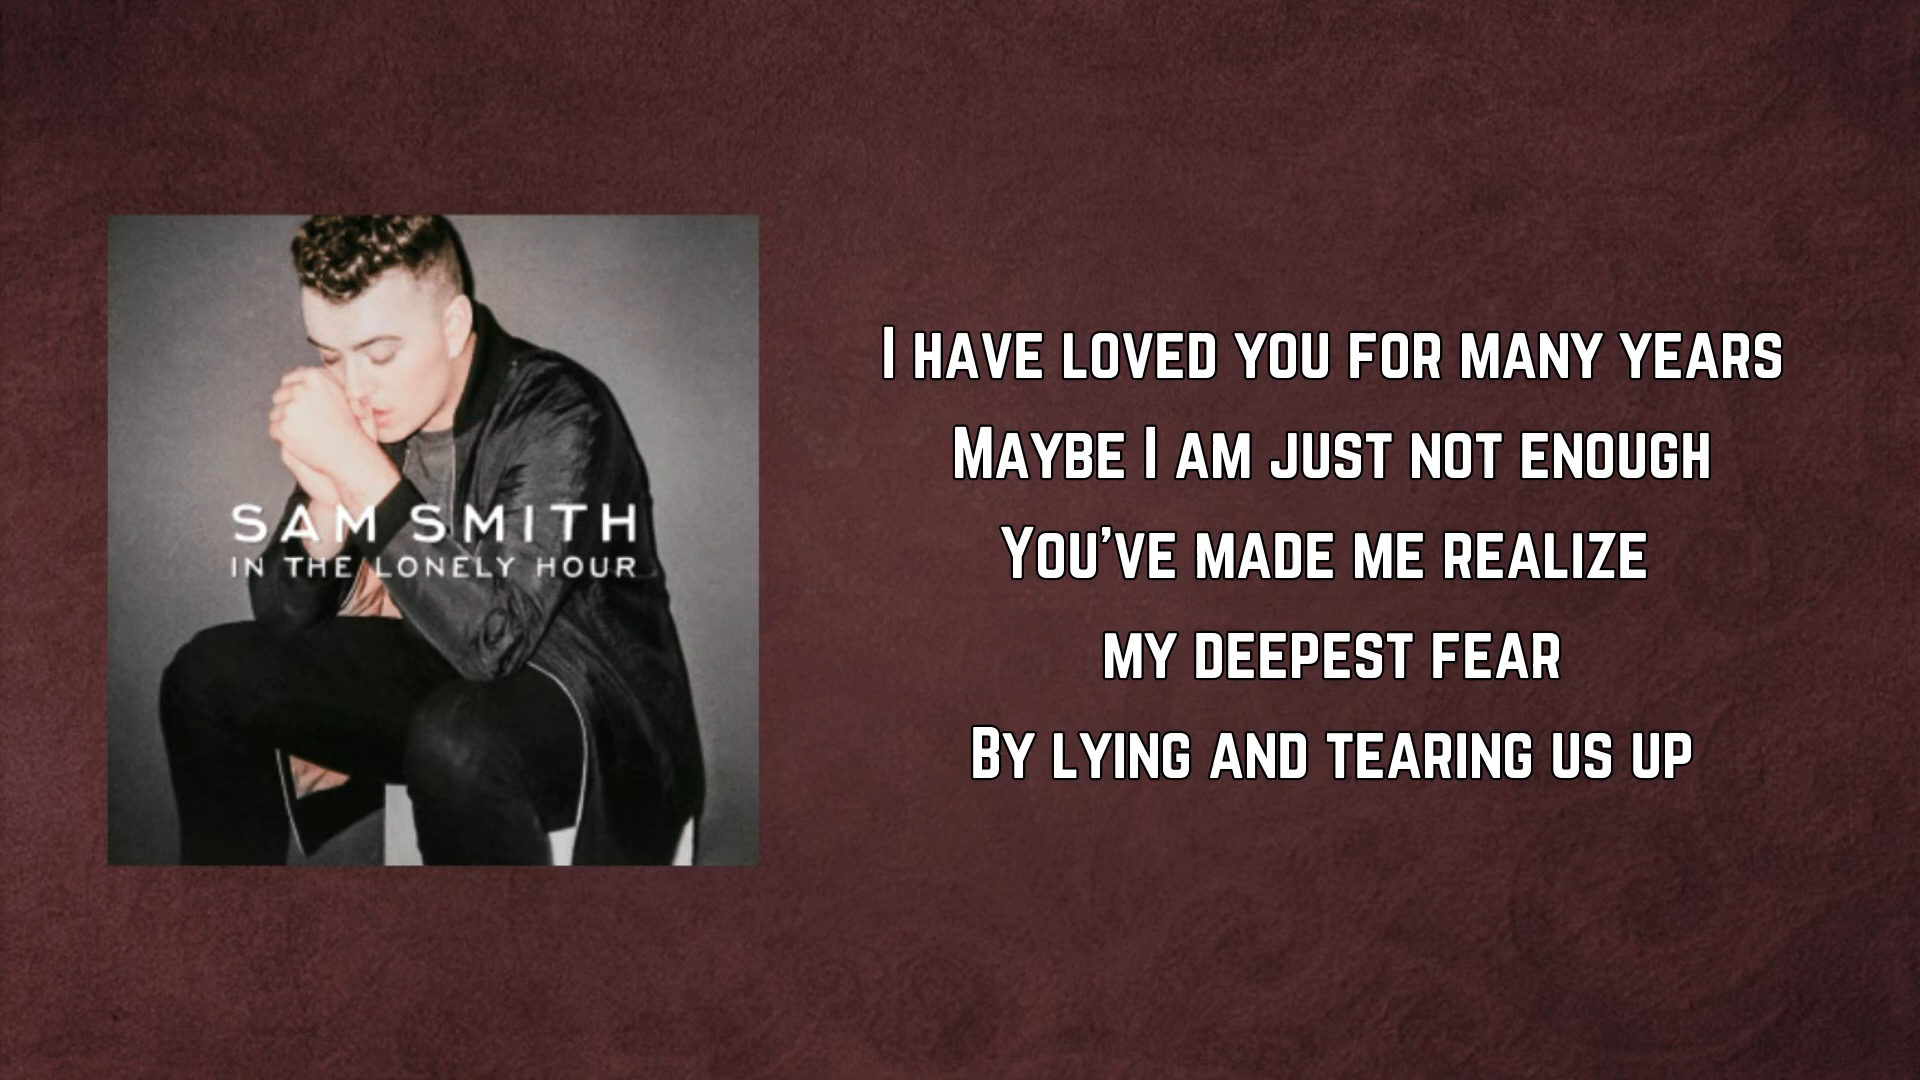 SAM SMITH
IN THE LONELY HOUR
I HAVE LOVED YOU FOR MANY YEARS
MAYBE I AM JUST NOT ENOUGH
YOU'VE MADE ME REALIZE
MY DEEPEST FEAR
BY LYING AND TEARING US UP